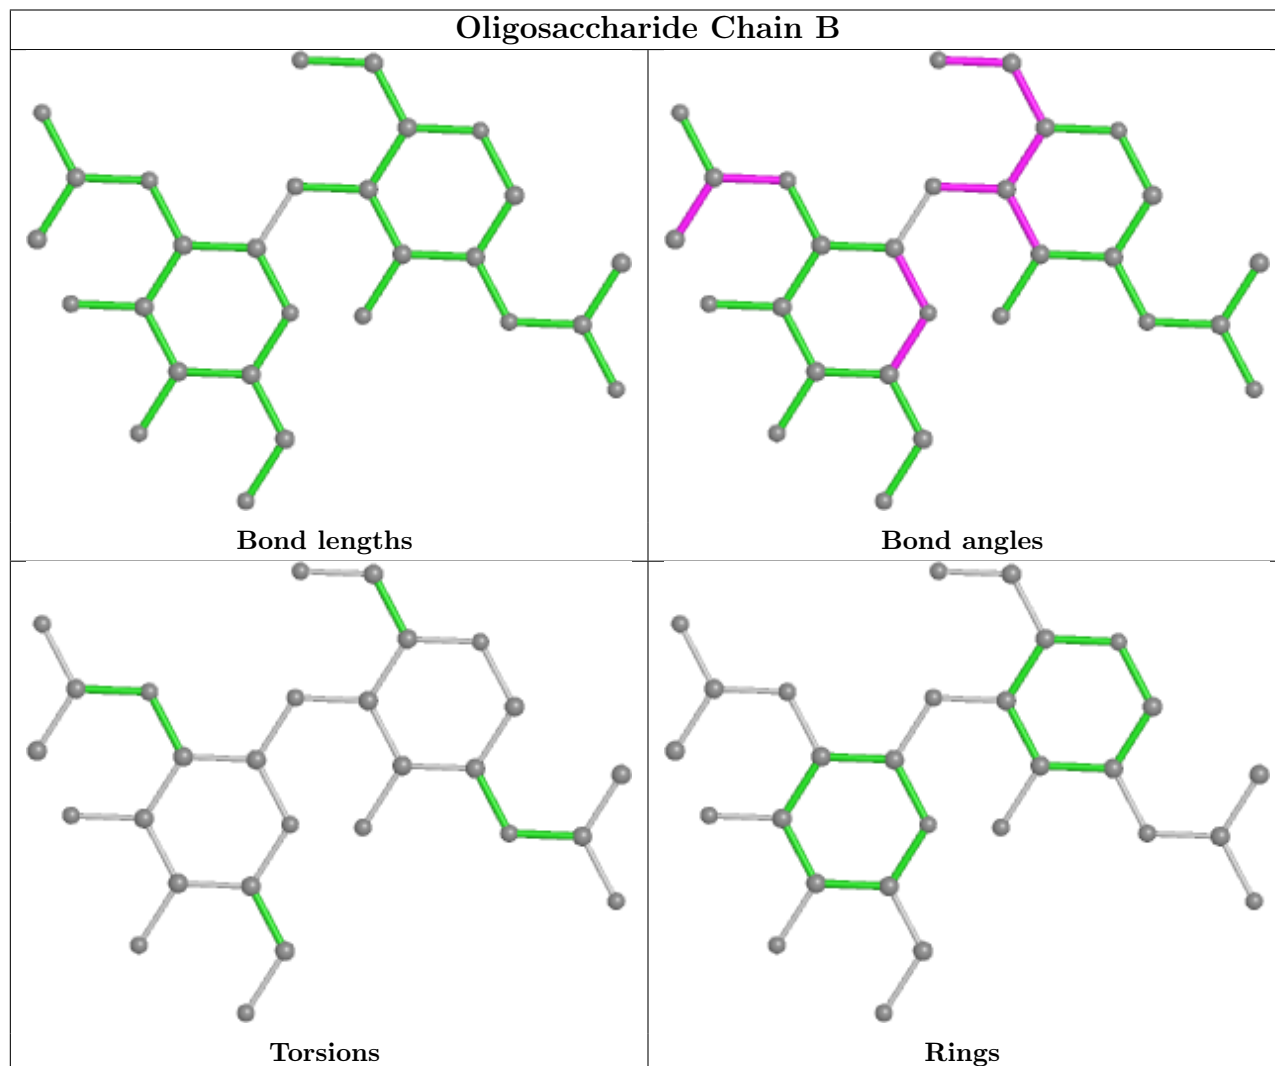 Oligosaccharide Chain B
Bond lengths
Bond angles
Torsions
Rings